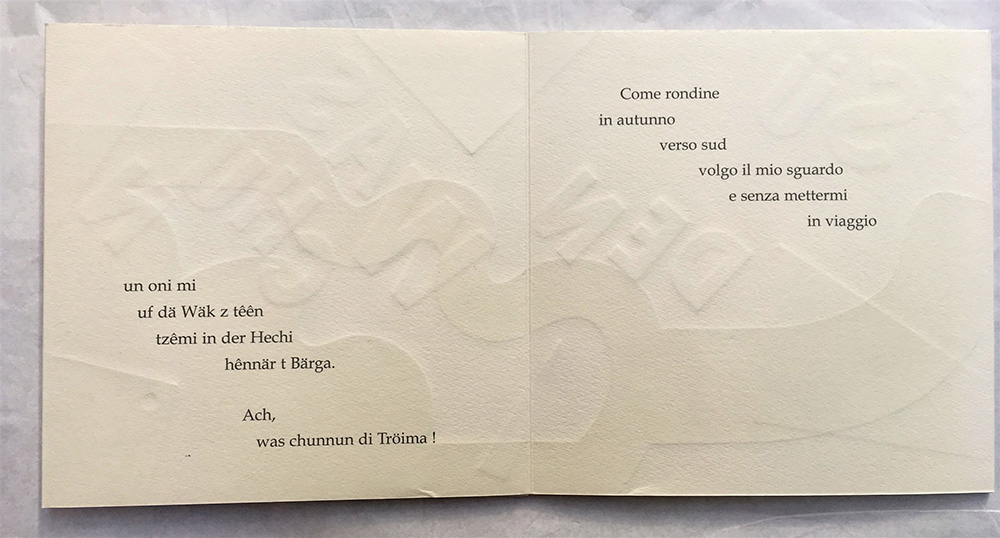 un oni mi
uf dä Wäk z têên
tzêmi in der Hechi
hênnär t Bärga.
Ach,
was chunnun di Tröima !
Come rondine
in autunno
verso sud
volgo il mio sguardo
e senza mettermi
in viaggio